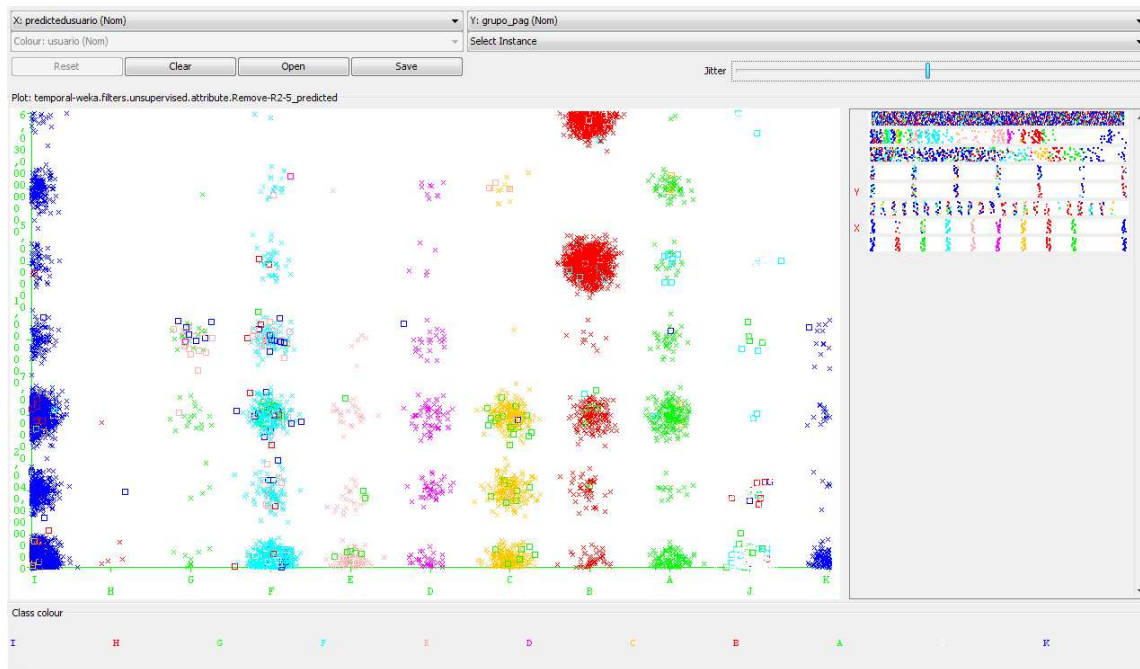 X: predictedusuario (Nom)
Y: grupo_pag (Nom)
Colour: usuario (Nom)
Select Instance
Reset
Clear
Open
Save
Jitter
Plot: temporal-weka.filters.unsupervised.attribute.Remove-R2-5_predicted
Y
X
I H G F E D C B A J K
Class colour
I H G F E D C B A K